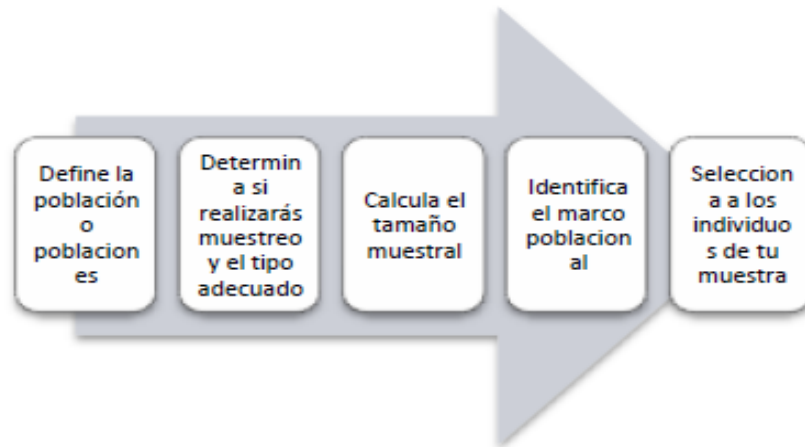 Define la
población
o
poblacion
es
Determin
a si
realizarás
muestreo
y el tipo
adecuado
Calcula el
tamaño
muestral
Identifica
el marco
poblacion
al
Seleccion
a a los
individuo
s de tu
muestra